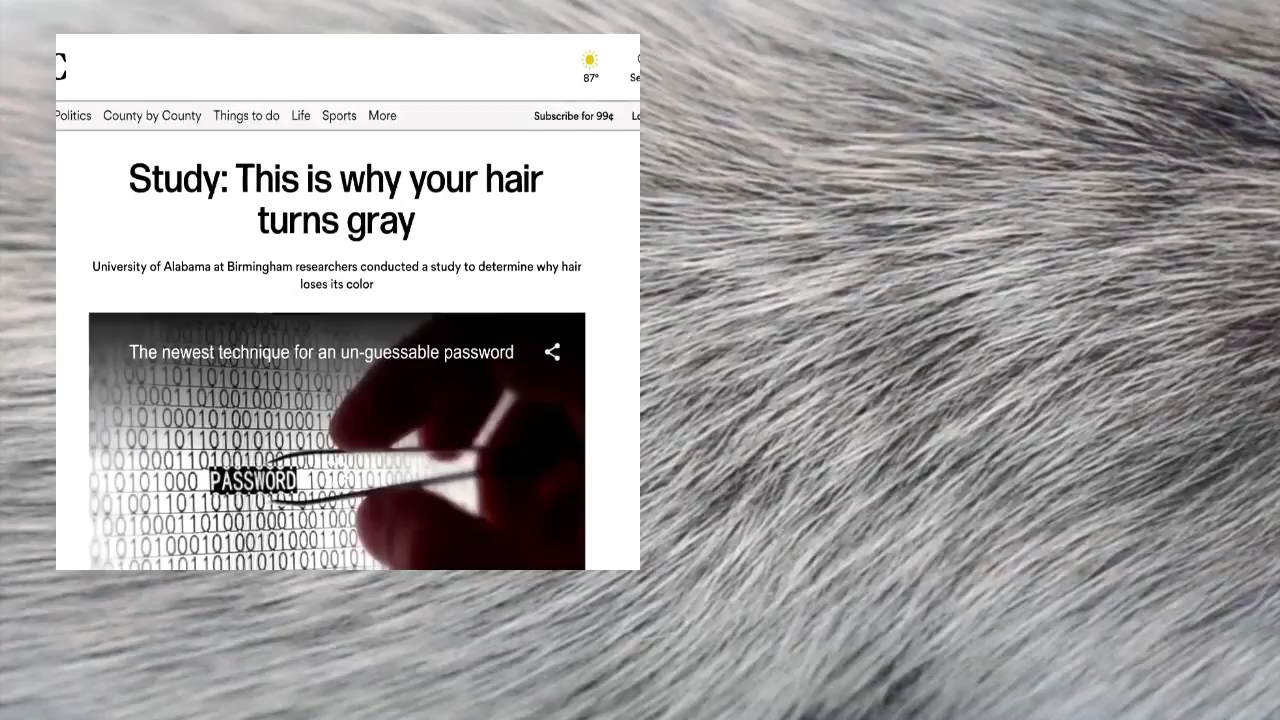 C
87°
Se
Politics County by County Things to do Life Sports More Subscribe for 99¢ Lo
Study: This is why your hair
turns gray
University of Alabama at Birmingham researchers conducted a study to determine why hair
loses its color
The newest technique for an un-guessable password
PASSWORD